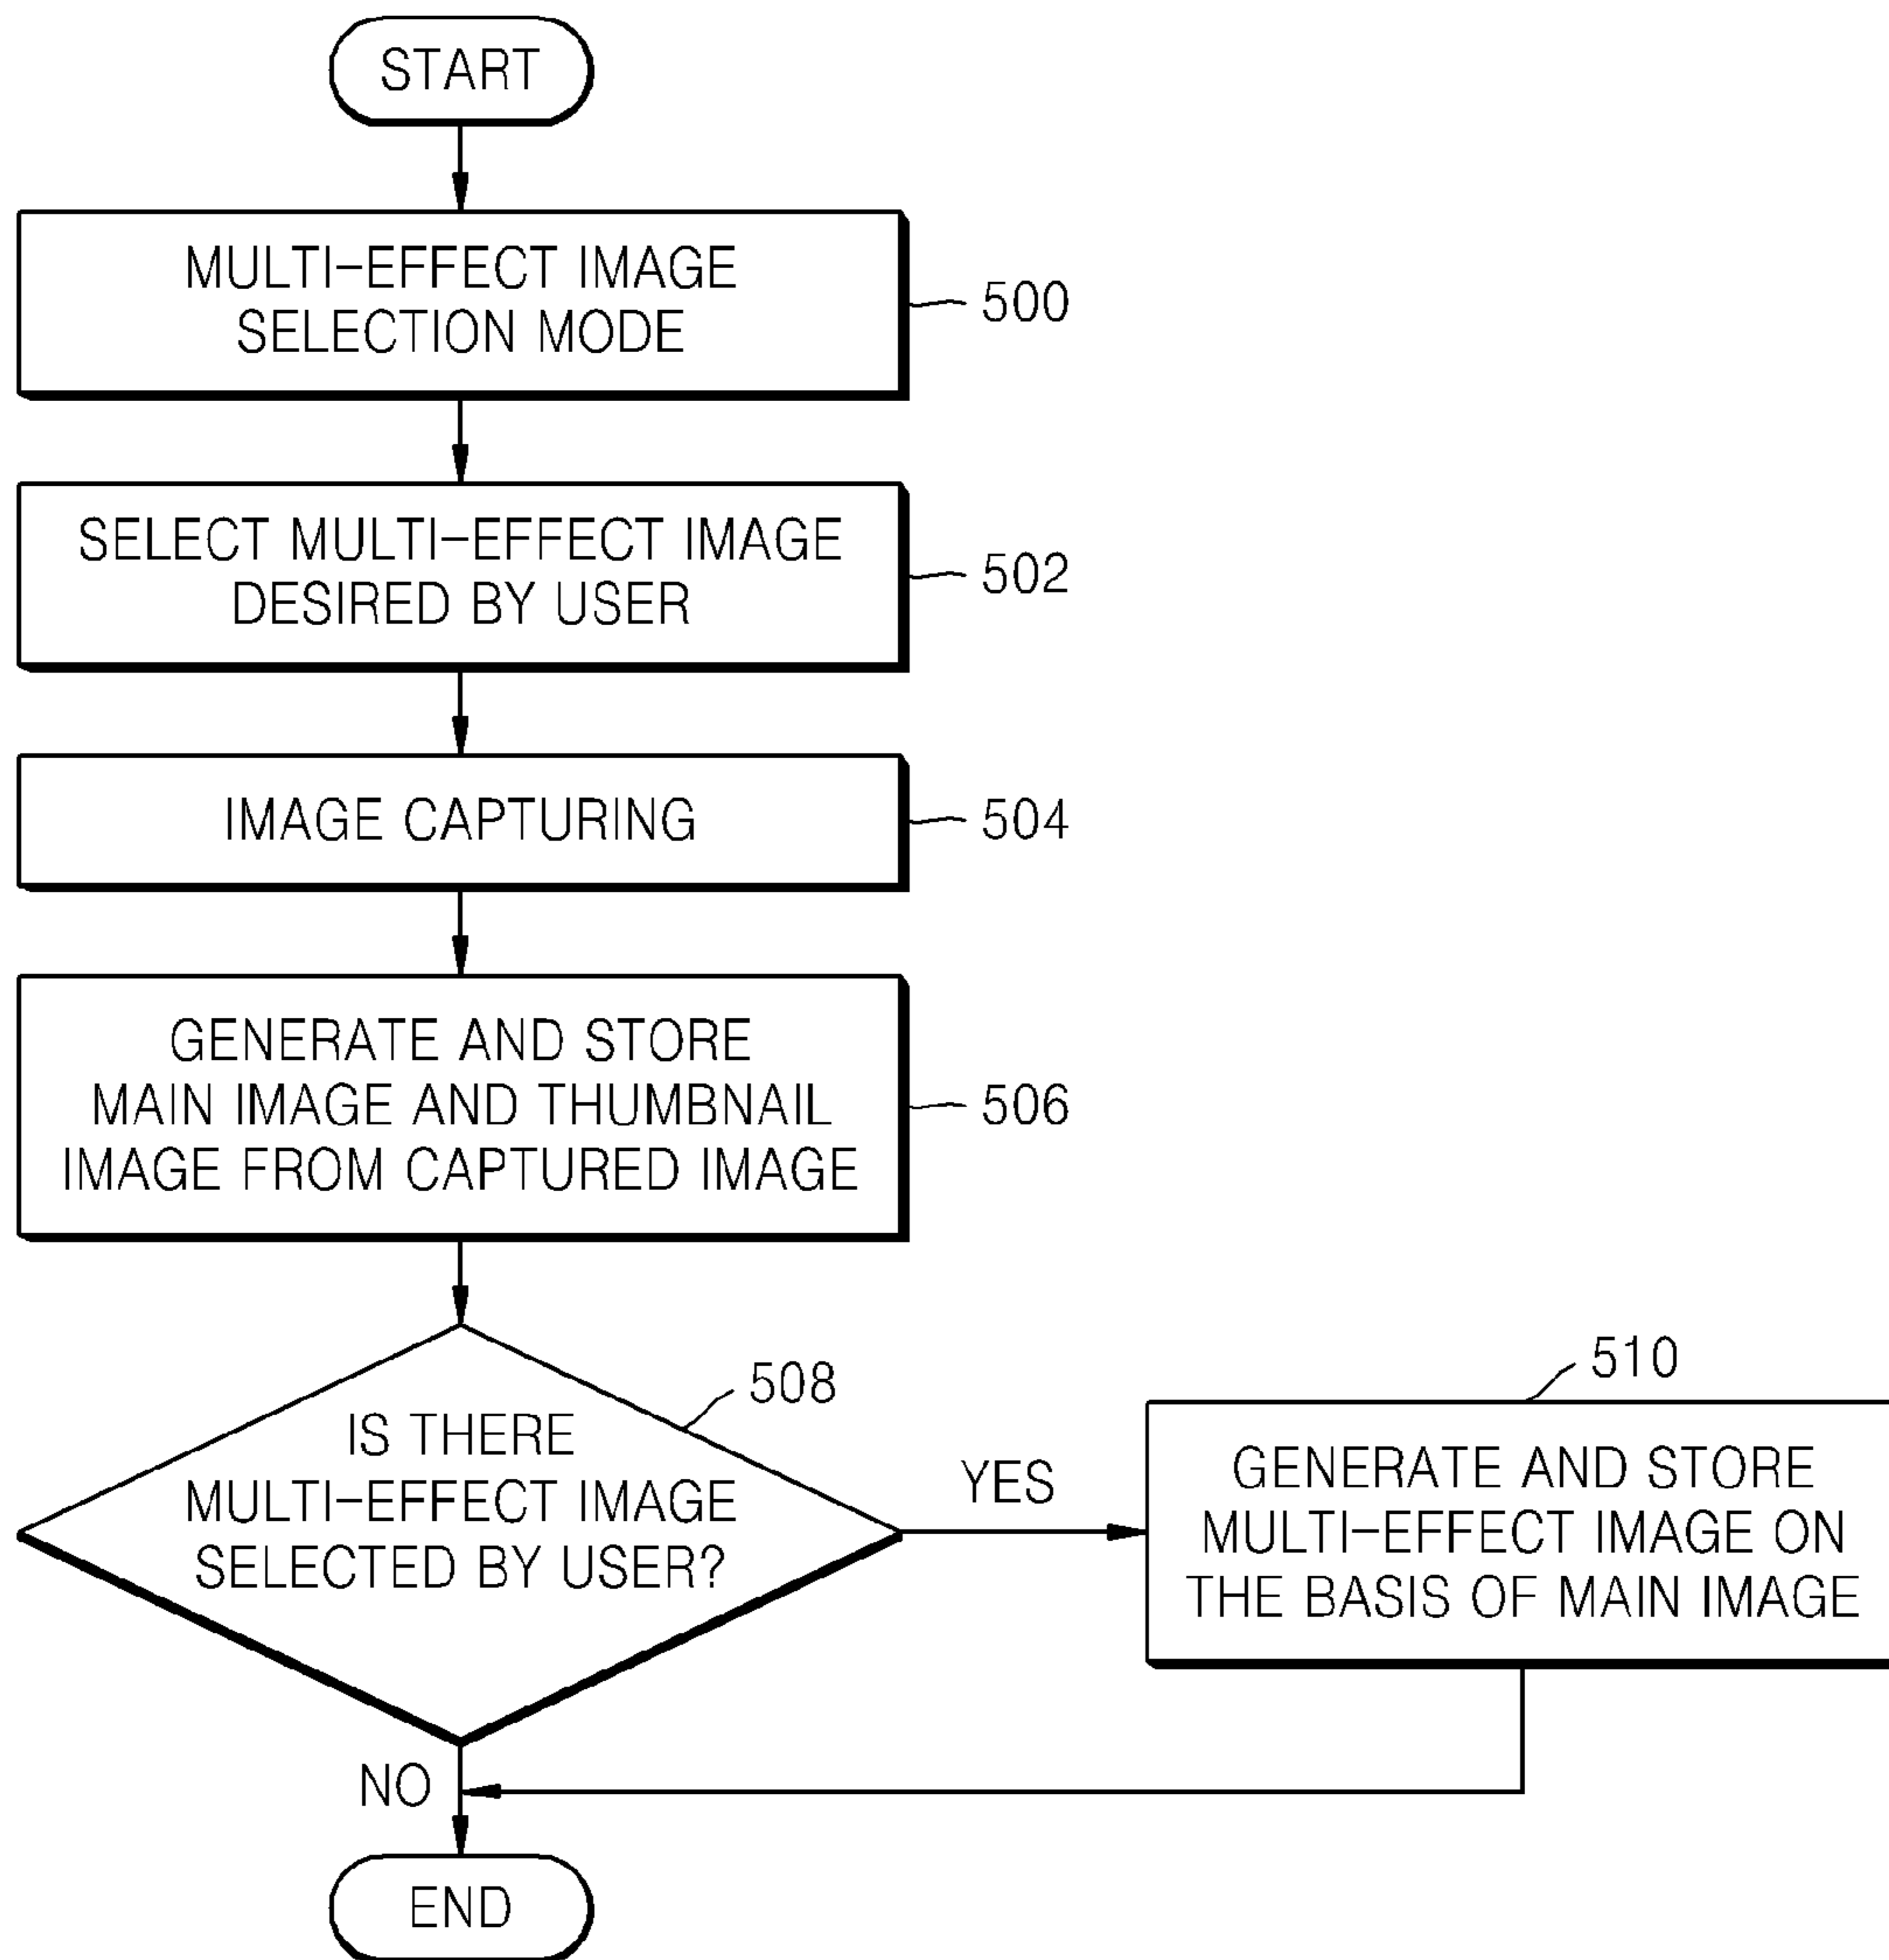 START
MULTI-EFFECT IMAGE
SELECTION MODE
500
SELECT MULTI-EFFECT IMAGE
DESIRED BY USER
502
IMAGE CAPTURING
504
GENERATE AND STORE
MAIN IMAGE AND THUMBNAIL
IMAGE FROM CAPTURED IMAGE
506
508
IS THERE
MULTI-EFFECT IMAGE
SELECTED BY USER?
YES
510
GENERATE AND STORE
MULTI-EFFECT IMAGE ON
THE BASIS OF MAIN IMAGE
NO
END